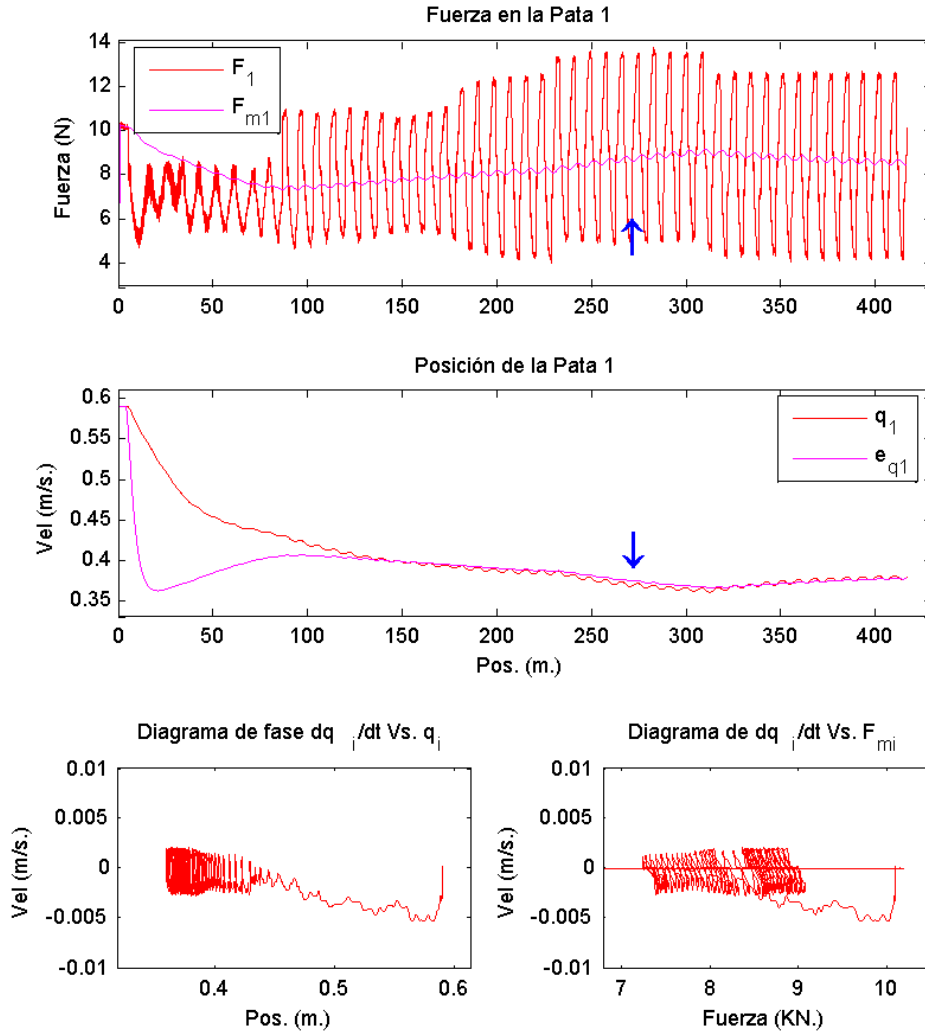 Fuerza en la Pata 1
14
12
10
8
6
4
Fuerza (N)
F1
Fm1
0 50 100 150 200 250 300 350 400
Posición de la Pata 1
0.6
0.55
0.5
0.45
0.4
0.35
Vel (m/s.)
q1
eq1
0 50 100 150 200 250 300 350 400
Pos. (m.)
Diagrama de fase dq i/dt Vs. qi
0.01
0.005
0
-0.005
-0.01
Vel (m/s.)
0.4 0.5 0.6
Pos. (m.)
Diagrama de dq i/dt Vs. Fmi
0.01
0.005
0
-0.005
-0.01
Vel (m/s.)
7 8 9 10
Fuerza (KN.)